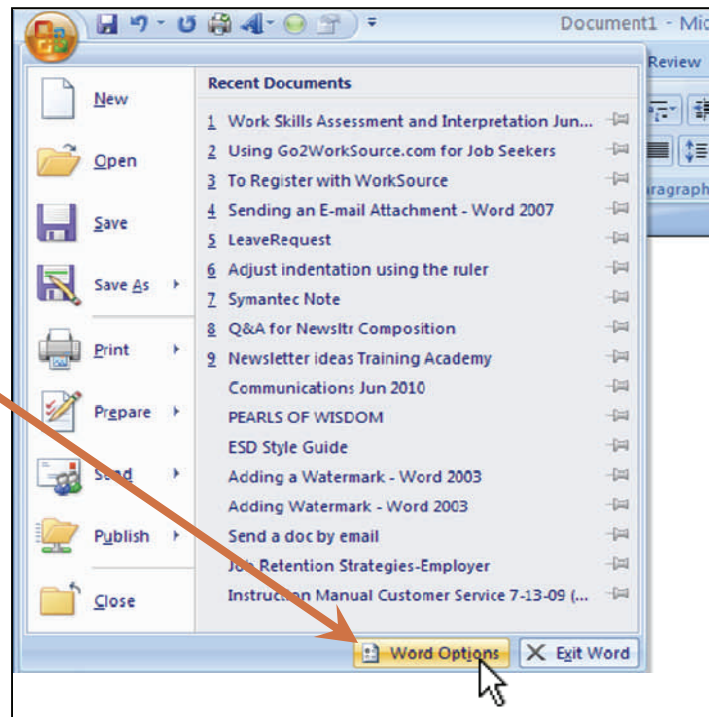 Document1 - Mic
Review
New
Open
Save
Save As
Print
Prepare
Send
Publish
Close
Recent Documents
1 Work Skills Assessment and Interpretation Jun...
2 Using Go2WorkSource.com for Job Seekers
3 To Register with WorkSource
4 Sending an E-mail Attachment - Word 2007
5 LeaveRequest
6 Adjust indentation using the ruler
7 Symantec Note
8 Q&A for Newsltr Composition
9 Newsletter ideas Training Academy
Communications Jun 2010
PEARLS OF WISDOM
ESD Style Guide
Adding a Watermark - Word 2003
Adding Watermark - Word 2003
Send a doc by email
Job Retention Strategies-Employer
Instruction Manual Customer Service 7-13-09 (...
aragraph
Word Options
Exit Word